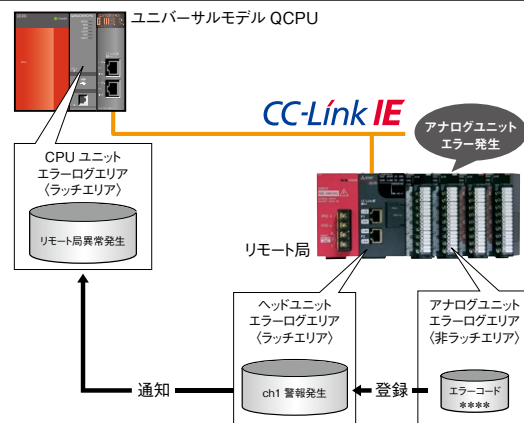 ユニバーサルモデル QCPU
CC-Link IE
アナログユニット
エラー発生
CPU ユニット
エラーログエリア
〈ラッチエリア〉
リモート局異常発生
リモート局
ヘッドユニット
エラーログエリア
〈ラッチエリア〉
アナログユニット
エラーログエリア
〈非ラッチエリア〉
通知
ch1 警報発生
登録
エラーコード
****